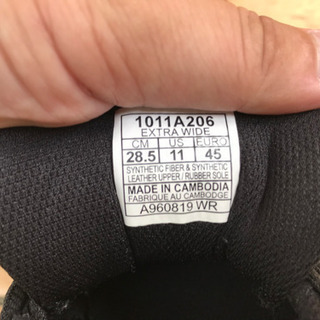 1011A206
EXTRA WIDE
CM US EURO
28.5 11 45
SYNTHETIC FIBER & SYNTHETIC
LEATHER UPPER / RUBBER SOLE
MADE IN CAMBODIA
FABRIQUE AU CAMBODGE
A960819 WR